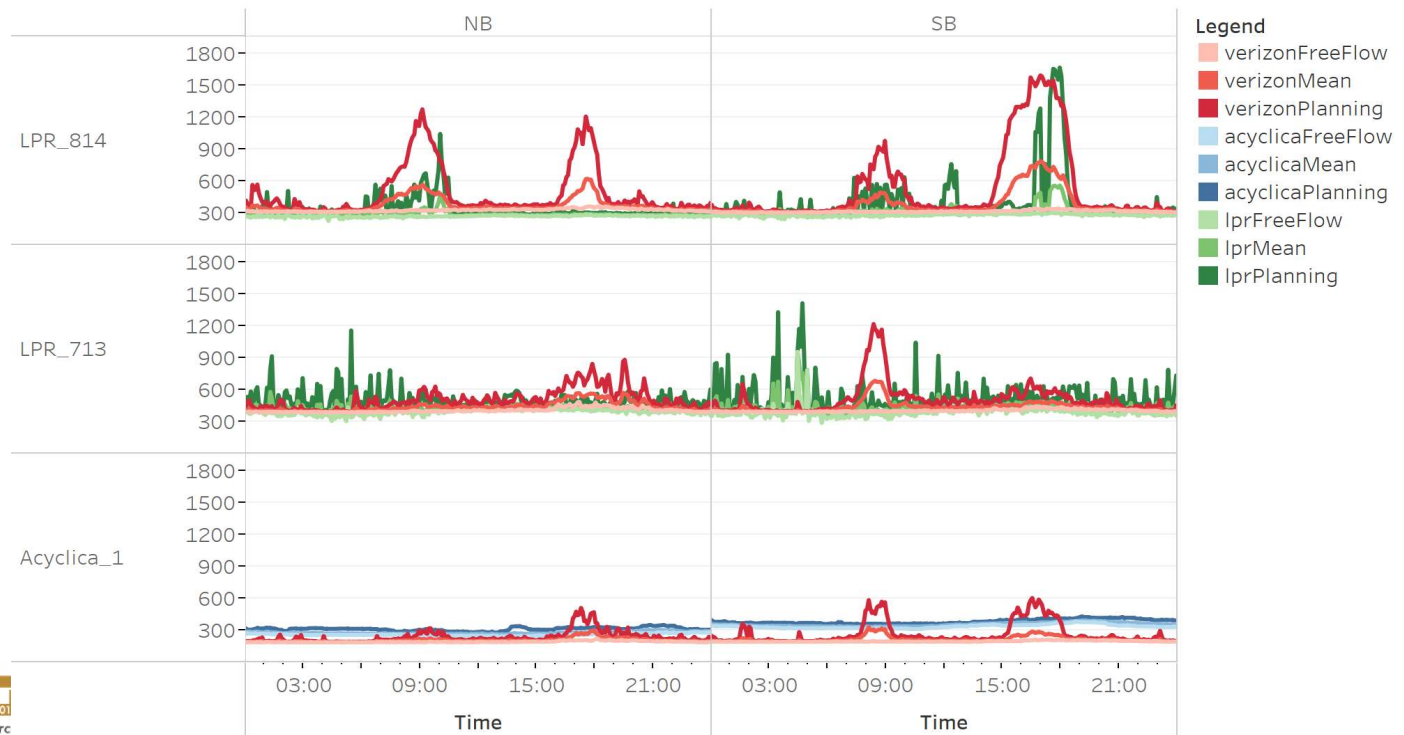 NB SB
Legend
verizonFreeFlow
verizonMean
verizonPlanning
acyclicaFreeFlow
acyclicaMean
acyclicaPlanning
lprFreeFlow
lprMean
lprPlanning
LPR_814
1800
1500
1200
900
600
300
LPR_713
1800
1500
1200
900
600
300
Acyclica_1
1800
1500
1200
900
600
300
03:00 09:00 15:00 21:00 03:00 09:00 15:00 21:00
Time Time